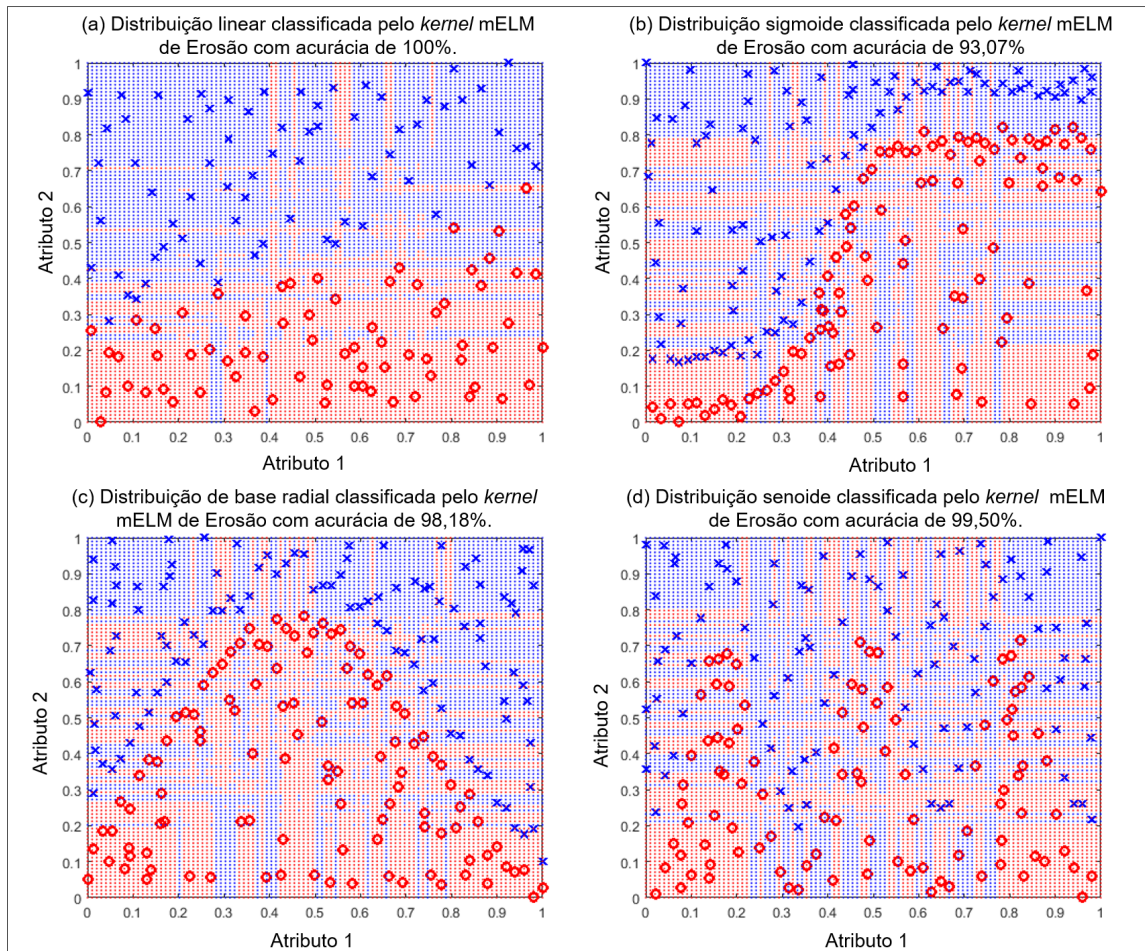 (a) Distribuição linear classificada pelo kernel mELM
de Erosão com acurácia de 100%.
1
0.9
0.8
0.7
0.6
0.5
0.4
0.3
0.2
0.1
0
Atributo 2
0 0.1 0.2 0.3 0.4 0.5 0.6 0.7 0.8 0.9 1
Atributo 1
(b) Distribuição sigmoide classificada pelo kernel mELM
de Erosão com acurácia de 93,07%
1
0.9
0.8
0.7
0.6
0.5
0.4
0.3
0.2
0.1
0
Atributo 2
0 0.1 0.2 0.3 0.4 0.5 0.6 0.7 0.8 0.9 1
Atributo 1
(c) Distribuição de base radial classificada pelo kernel
mELM de Erosão com acurácia de 98,18%.
1
0.9
0.8
0.7
0.6
0.5
0.4
0.3
0.2
0.1
0
Atributo 2
0 0.1 0.2 0.3 0.4 0.5 0.6 0.7 0.8 0.9 1
Atributo 1
(d) Distribuição senoide classificada pelo kernel mELM
de Erosão com acurácia de 99,50%.
1
0.9
0.8
0.7
0.6
0.5
0.4
0.3
0.2
0.1
0
Atributo 2
0 0.1 0.2 0.3 0.4 0.5 0.6 0.7 0.8 0.9 1
Atributo 1